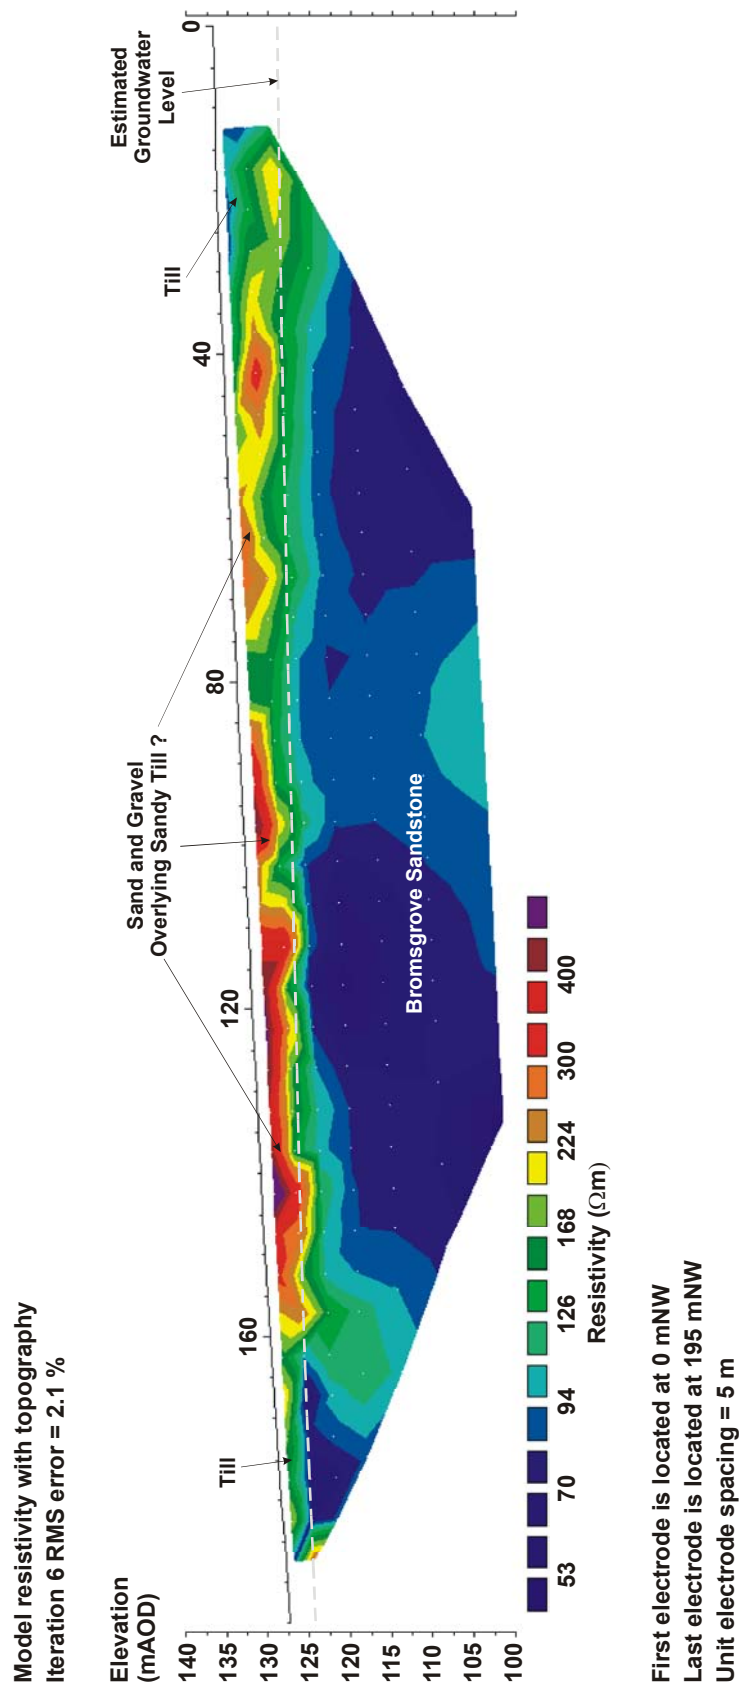 Model resistivity with topography
Iteration 6 RMS error = 2.1 %
Elevation
(mAOD)
140
135
130
125
120
115
110
105
100
160
120
80
40
0
Till
Sand and Gravel
Overlying Sandy Till ?
Till
Estimated
Groundwater
Level
Bromsgrove Sandstone
53
70
94
126
168
224
300
400
Resistivity (Ωm)
First electrode is located at 0 mNW
Last electrode is located at 195 mNW
Unit electrode spacing = 5 m